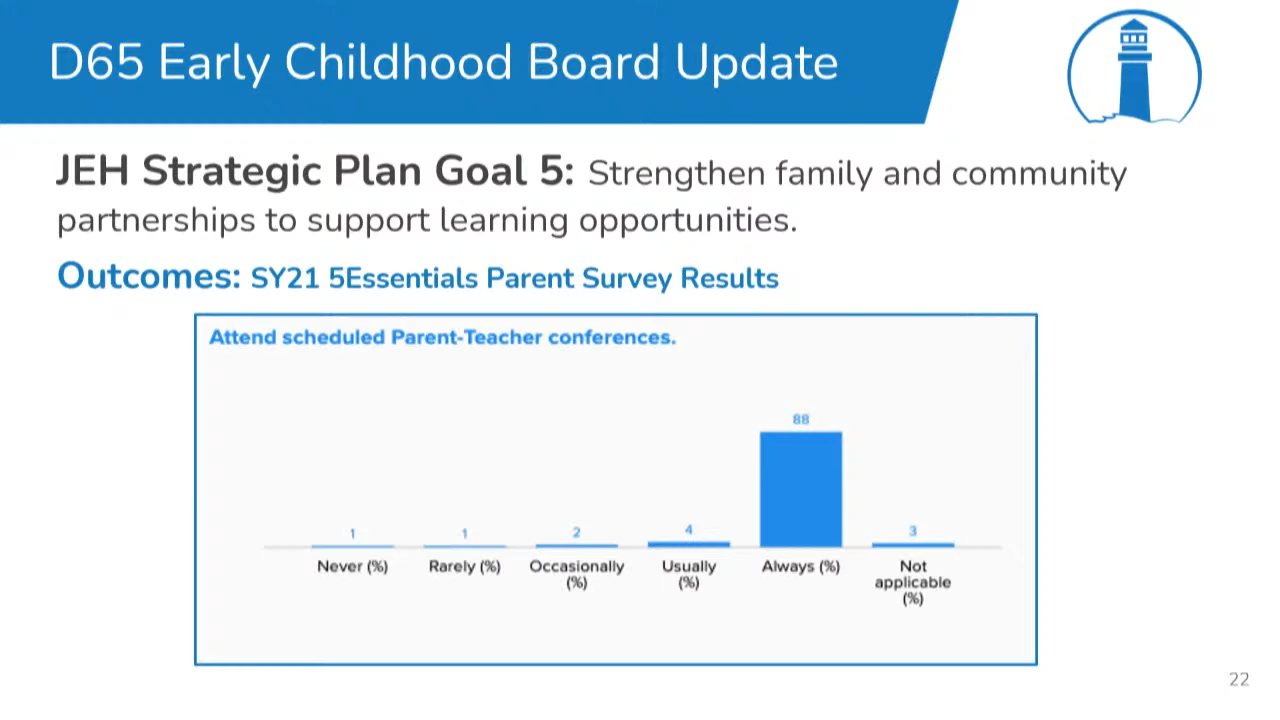 D65 Early Childhood Board Update
JEH Strategic Plan Goal 5: Strengthen family and community
partnerships to support learning opportunities.
Outcomes: SY21 5Essentials Parent Survey Results
Attend scheduled Parent-Teacher conferences.
88
1
1
2
4
3
Never (%)
Rarely (%)
Occasionally
(%)
Usually
(%)
Always (%)
Not
applicable
(%)
22